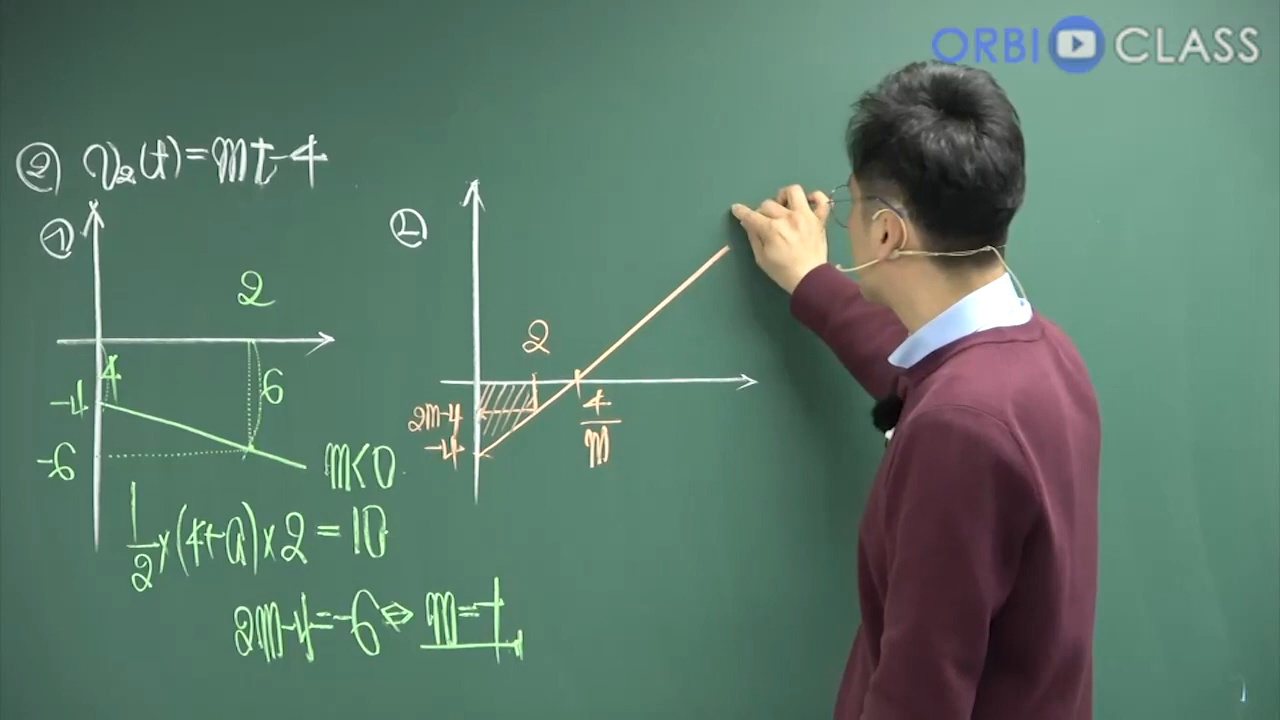 ORBI CLASS
② v₂(t)=mt-4
①
2
4
-4
6
-6
m<0
1/2×(4+a)×2=10
2m-4=-6⇔m=-1
②
2
2m-4
-4
4/m